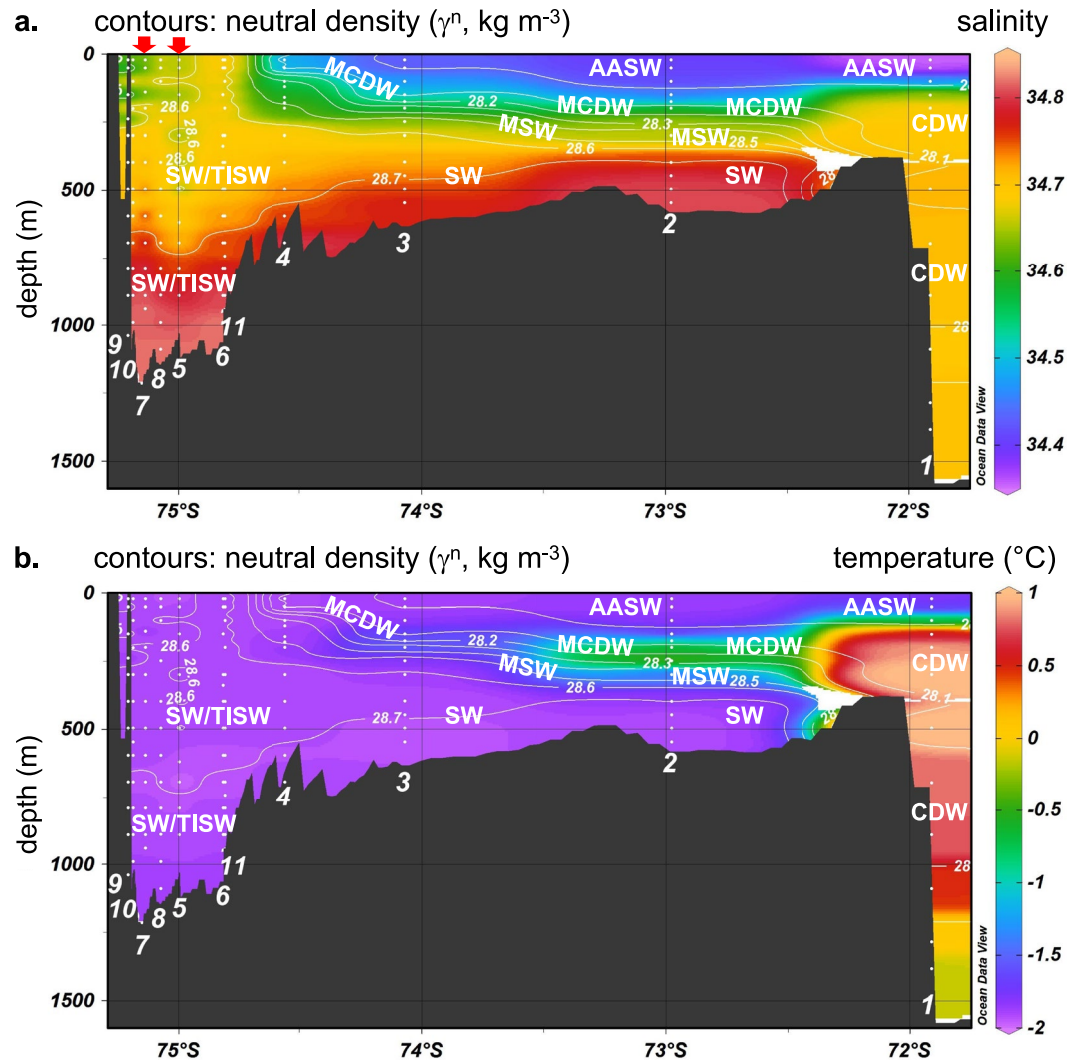 a. contours: neutral density (γⁿ, kg m⁻³) salinity
0
500
1000
1500
depth (m)
MCDW AASW AASW
28.2 MCDW MCDW CDW
28.6 MSW 28.3 MSW 28.5 28.1
28.6
28.6
28.6
SW/TISW 28.7 SW SW 28
SW/TISW CDW
28
4 3 2
9 11
10 8 5 6
7
1
Ocean Data View
75°S 74°S 73°S 72°S
34.8
34.7
34.6
34.5
34.4
b. contours: neutral density (γⁿ, kg m⁻³) temperature (°C)
0
500
1000
1500
depth (m)
MCDW AASW AASW
28.2 MCDW MCDW CDW
28.6 MSW 28.3 MSW 28.5 28.1
28.6
28.6
28.6
SW/TISW 28.7 SW SW 28
SW/TISW CDW
28
4 3 2
9 11
10 8 5 6
7
1
Ocean Data View
75°S 74°S 73°S 72°S
1
0.5
0
-0.5
-1
-1.5
-2